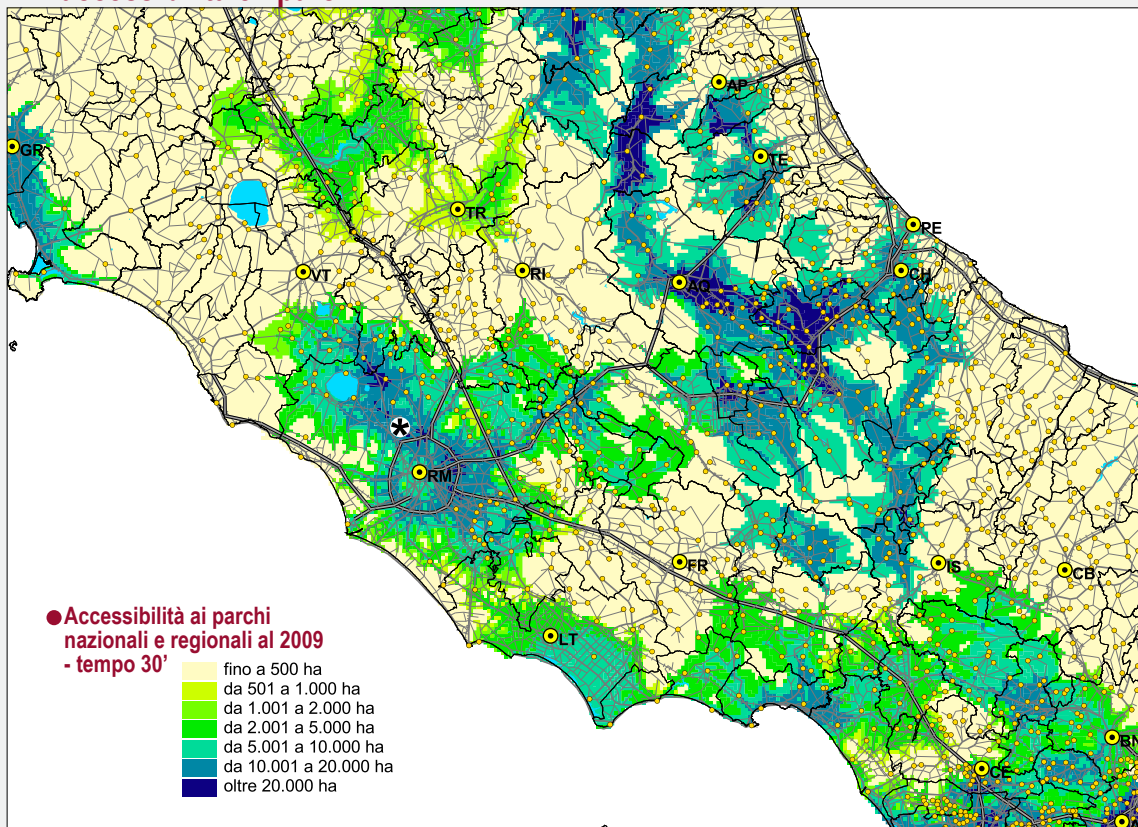 AP
GR
TE
TR
PE
VT
RI
AQ
CH
*
RM
FR
IS
CB
LT
Accessibilità ai parchi
nazionali e regionali al 2009
- tempo 30’
fino a 500 ha
da 501 a 1.000 ha
da 1.001 a 2.000 ha
da 2.001 a 5.000 ha
da 5.001 a 10.000 ha
da 10.001 a 20.000 ha
oltre 20.000 ha
BN
CE